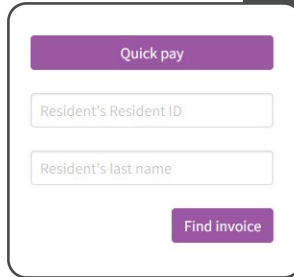 Quick pay
Resident's Resident ID
Resident's last name
Find invoice